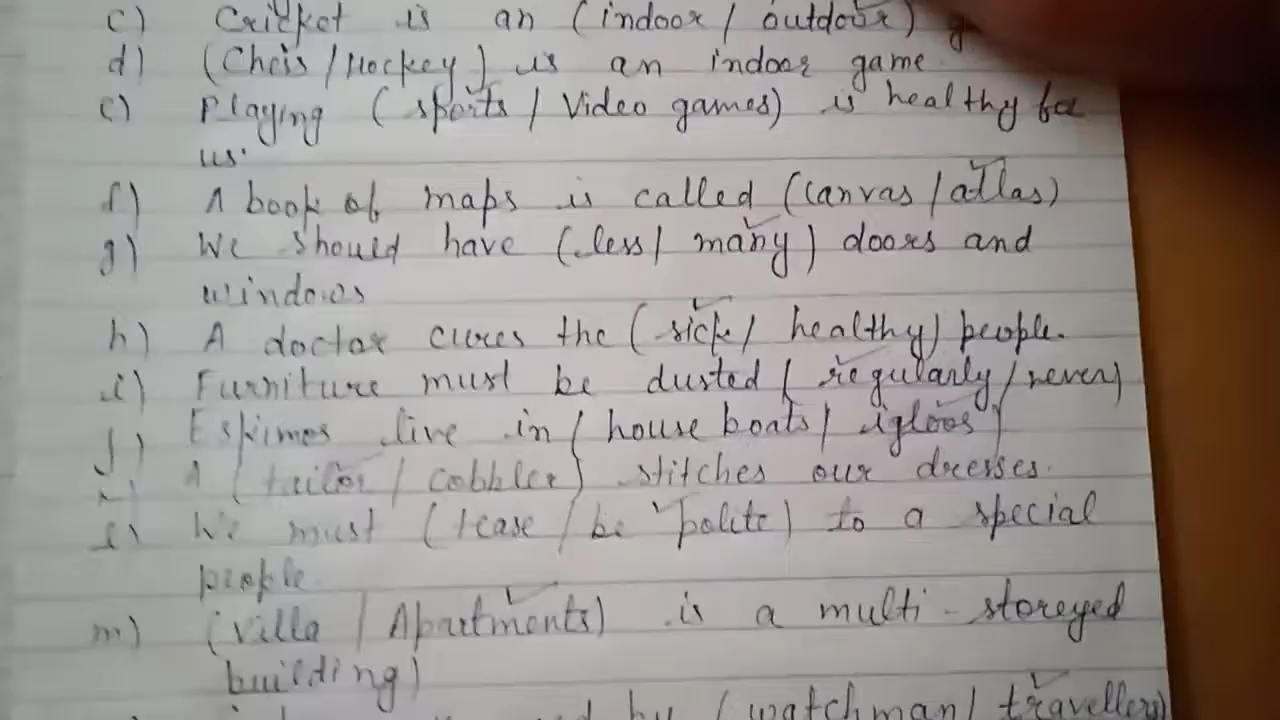 c) Cricket is an (indoor / outdoor)
d) (Chess / Hockey) is an indoor game
e) Playing (sports / Video games) is healthy for
us.
f) A book of maps is called (canvas / atlas)
g) We should have (less / many) doors and
windows
h) A doctor cures the (sick / healthy) people.
i) Furniture must be dusted (regularly / never)
j) Eskimos live in (house boats / igloos)
k) A (tailor / cobbler) stitches our dresses.
l) We must (tease / be polite) to a special
people.
m) (Villa / Apartments) is a multi-storeyed
building)
by (watchman / travellers)